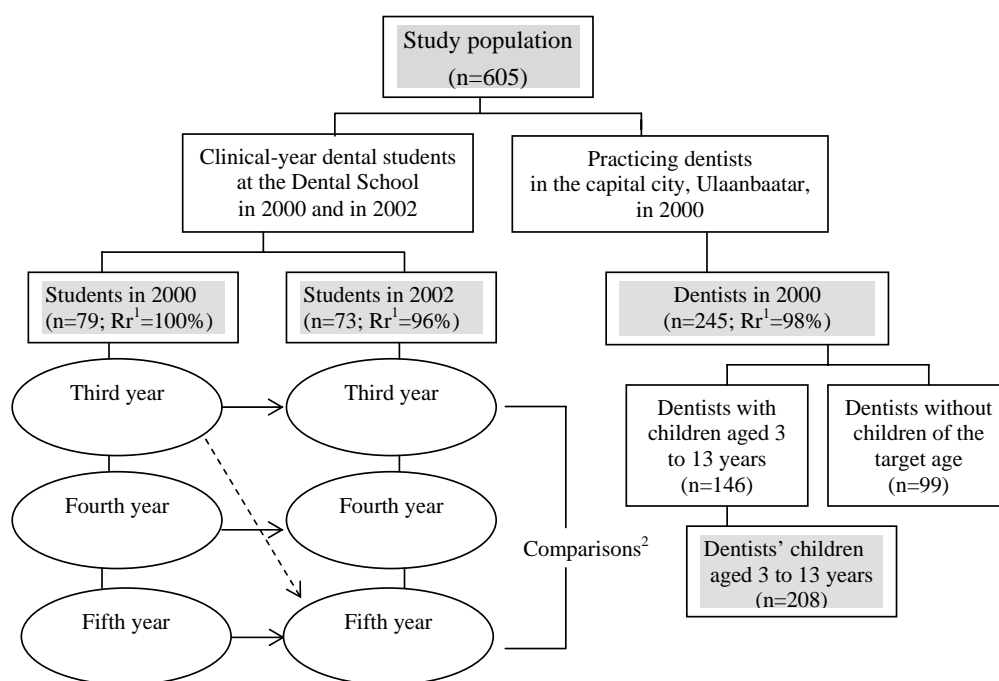 Study population
(n=605)
Clinical-year dental students
at the Dental School
in 2000 and in 2002
Practicing dentists
in the capital city, Ulaanbaatar,
in 2000
Students in 2000
(n=79; Rr¹=100%)
Students in 2002
(n=73; Rr¹=96%)
Dentists in 2000
(n=245; Rr¹=98%)
Third year
Third year
Dentists with
children aged 3
to 13 years
(n=146)
Dentists without
children of the
target age
(n=99)
Fourth year
Fourth year
Comparisons²
Dentists’ children
aged 3 to 13 years
(n=208)
Fifth year
Fifth year